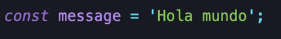 const message = 'Hola mundo';